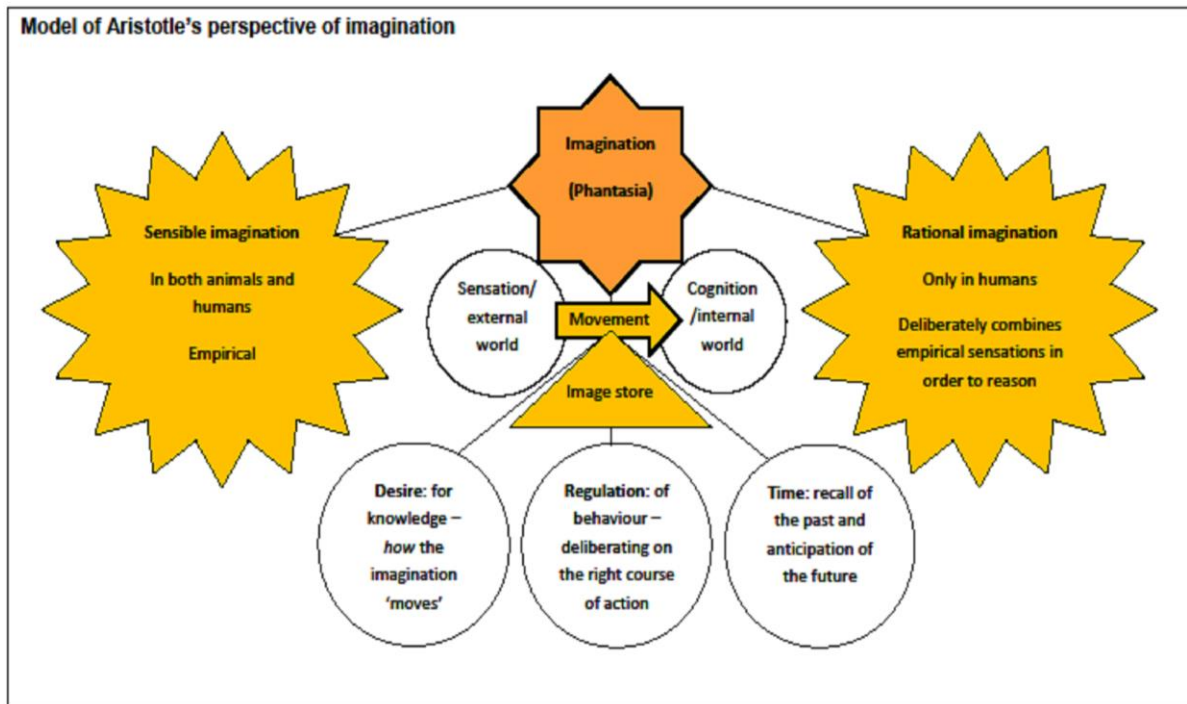 Model of Aristotle's perspective of imagination
Imagination
(Phantasia)
Sensible imagination
In both animals and
humans
Empirical
Rational imagination
Only in humans
Deliberately combines
empirical sensations in
order to reason
Sensation/
external
world
Movement
Cognition
/internal
world
Image store
Desire: for
knowledge –
how the
imagination
'moves'
Regulation: of
behaviour –
deliberating on
the right course
of action
Time: recall of
the past and
anticipation of
the future